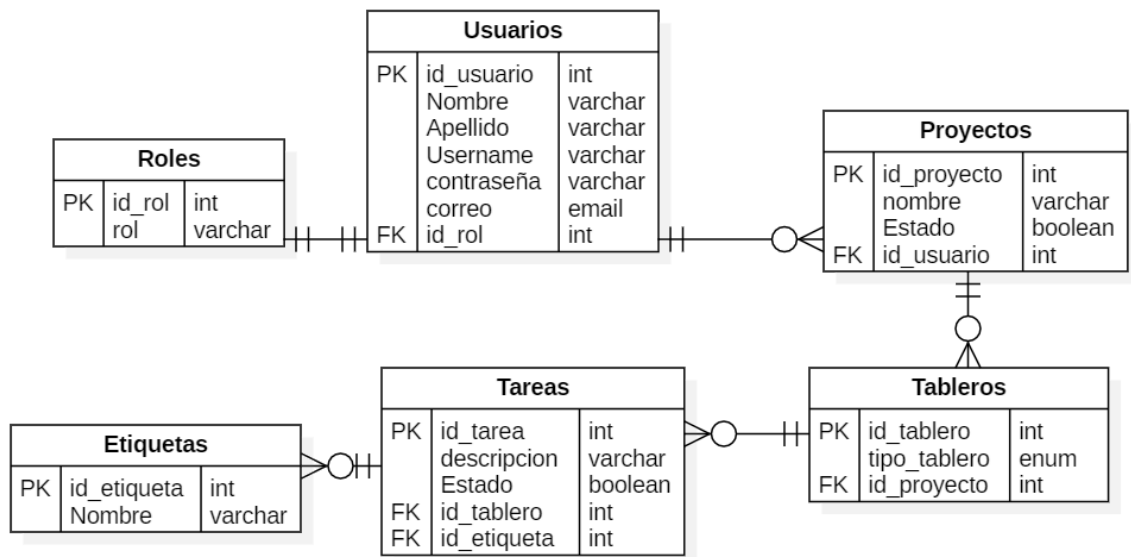 Usuarios
PK id_usuario int
Nombre varchar
Apellido varchar
Username varchar
contraseña varchar
correo email
FK id_rol int
Roles
PK id_rol int
rol varchar
Proyectos
PK id_proyecto int
nombre varchar
Estado boolean
FK id_usuario int
Tareas
PK id_tarea int
descripcion varchar
Estado boolean
FK id_tablero int
FK id_etiqueta int
Tableros
PK id_tablero int
tipo_tablero enum
FK id_proyecto int
Etiquetas
PK id_etiqueta int
Nombre varchar